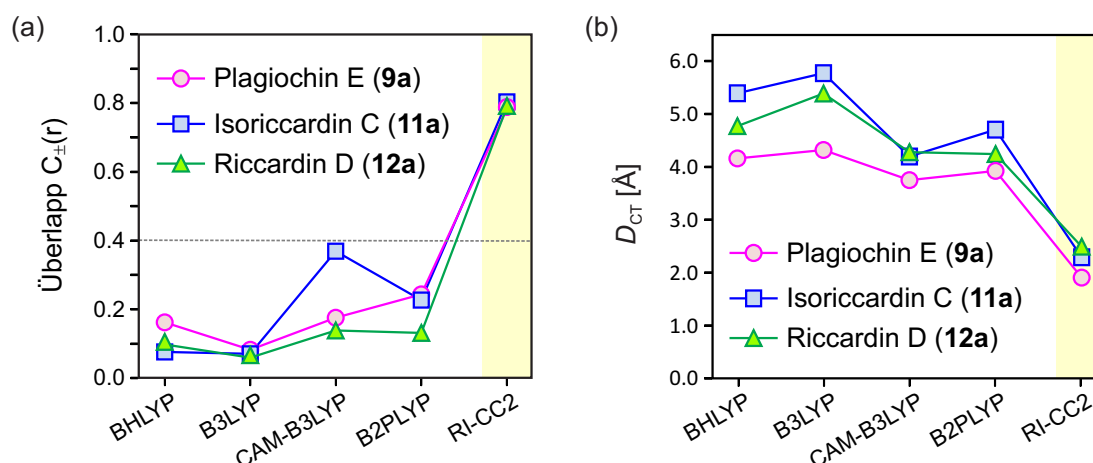 (a)
Überlapp C±(r)
1.0
0.8
0.6
0.4
0.2
0.0
Plagiochin E (9a)
Isoriccardin C (11a)
Riccardin D (12a)
BHLYP
B3LYP
CAM-B3LYP
B2PLYP
RI-CC2
(b)
DCT [Å]
6.0
5.0
4.0
3.0
2.0
1.0
0.0
Plagiochin E (9a)
Isoriccardin C (11a)
Riccardin D (12a)
BHLYP
B3LYP
CAM-B3LYP
B2PLYP
RI-CC2